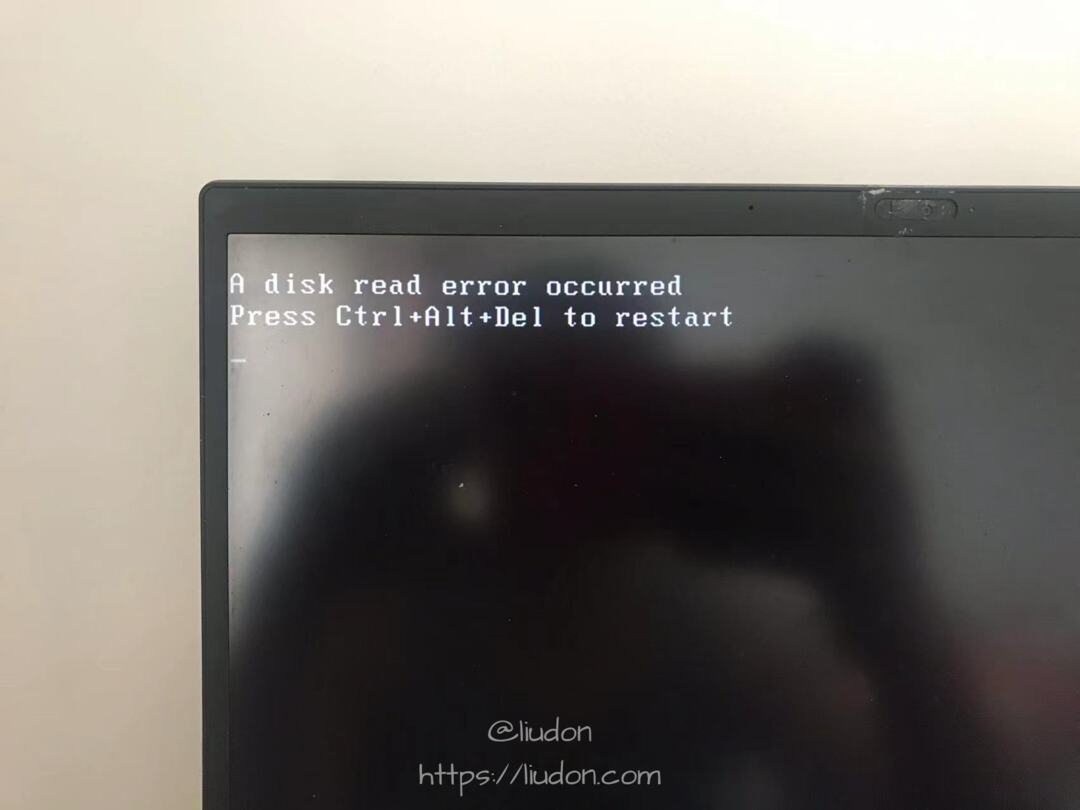 A disk read error occurred
Press Ctrl+Alt+Del to restart
_
@liudon
https://liudon.com